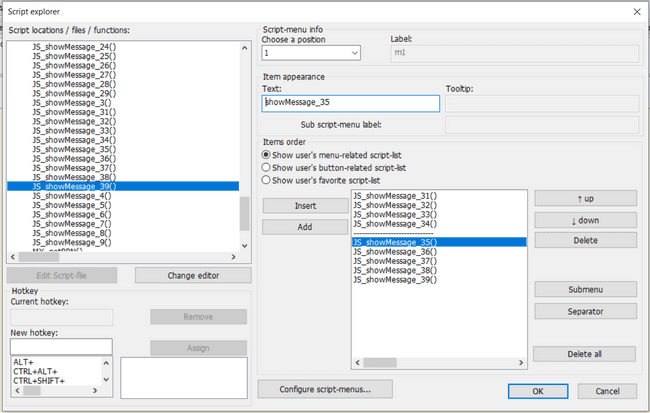 Script explorer
Script locations / files / functions:
JS_showMessage_24()
JS_showMessage_25()
JS_showMessage_26()
JS_showMessage_27()
JS_showMessage_28()
JS_showMessage_29()
JS_showMessage_3()
JS_showMessage_31()
JS_showMessage_32()
JS_showMessage_33()
JS_showMessage_34()
JS_showMessage_35()
JS_showMessage_36()
JS_showMessage_37()
JS_showMessage_38()
JS_showMessage_39()
JS_showMessage_4()
JS_showMessage_5()
JS_showMessage_6()
JS_showMessage_7()
JS_showMessage_8()
JS_showMessage_9()
Edit Script-file
Change editor
Hotkey
Current hotkey:
Remove
New hotkey:
Assign
ALT+
CTRL+ALT+
CTRL+SHIFT+
Script-menu info
Choose a position
Label:
1
m1
Item appearance
Text:
Tooltip:
showMessage_35
Sub script-menu label:
Items order
Show user's menu-related script-list
Show user's button-related script-list
Show user's favorite script-list
Insert
Add
JS_showMessage_31()
JS_showMessage_32()
JS_showMessage_33()
JS_showMessage_34()
------------------------------
JS_showMessage_35()
JS_showMessage_36()
JS_showMessage_37()
JS_showMessage_38()
JS_showMessage_39()
↑ up
↓ down
Delete
Submenu
Separator
Delete all
Configure script-menus...
OK
Cancel